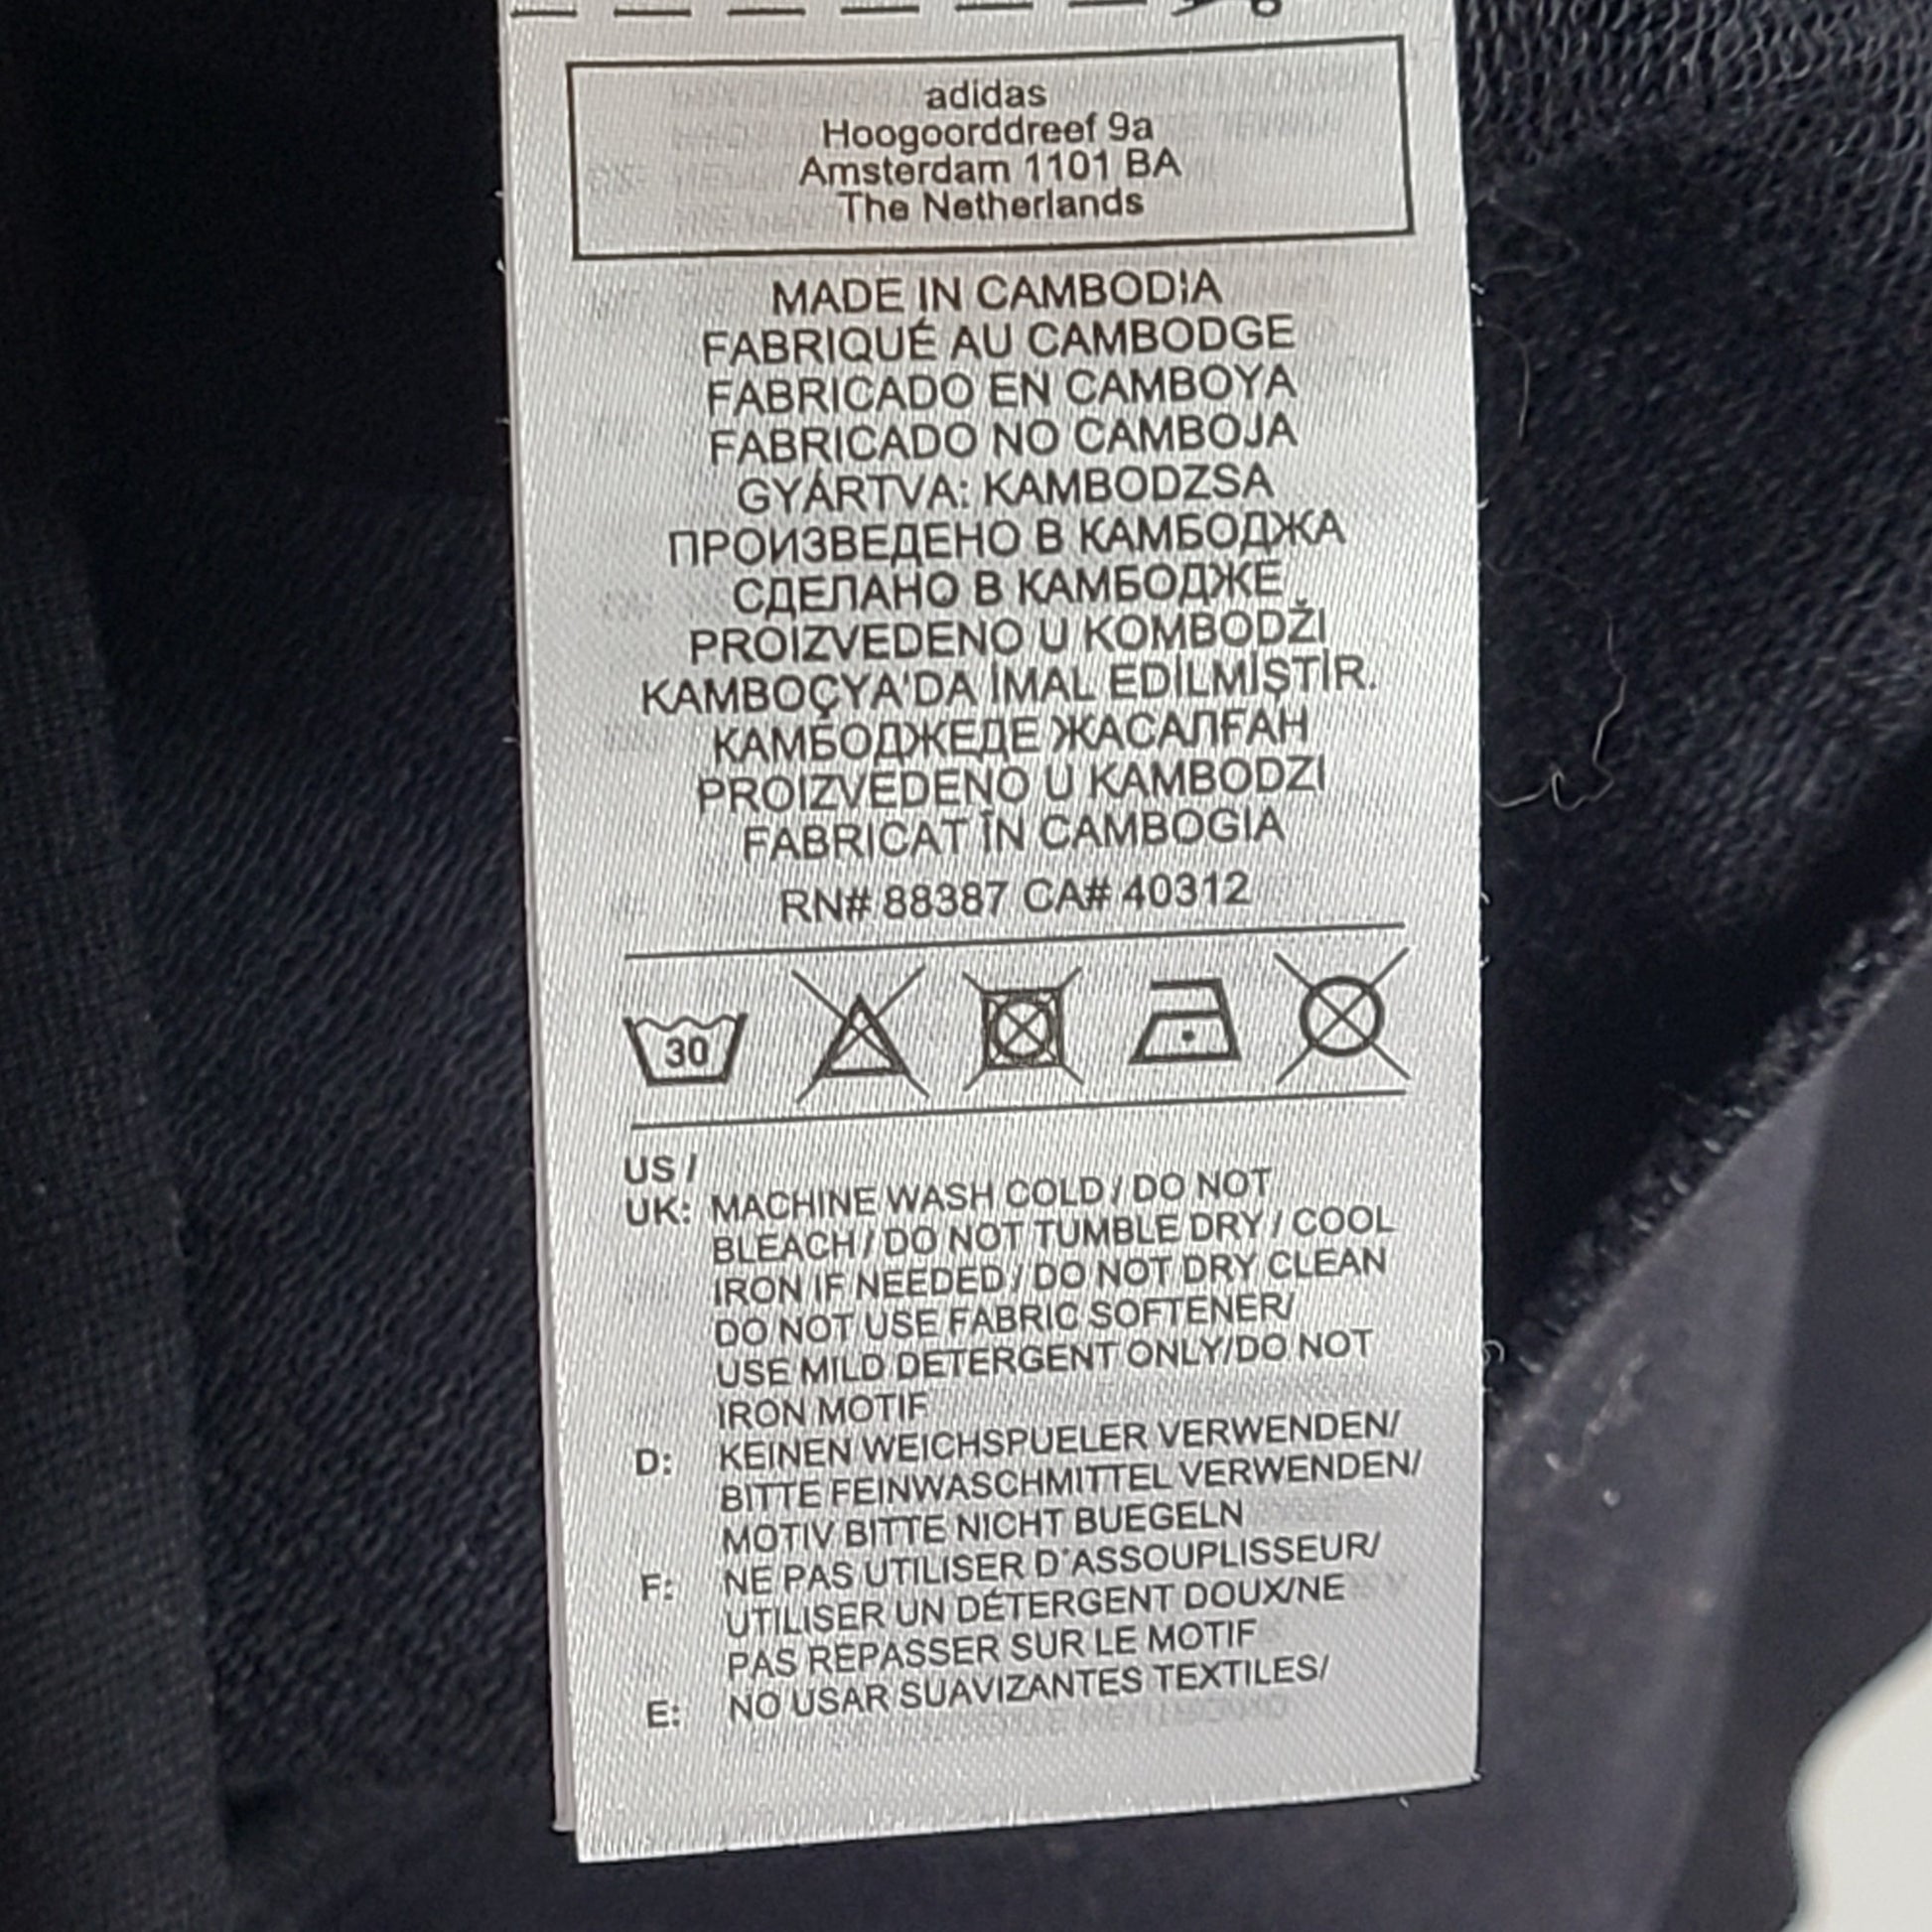 adidas
Hoogoorddreef 9a
Amsterdam 1101 BA
The Netherlands
MADE IN CAMBODIA
FABRIQUÉ AU CAMBODGE
FABRICADO EN CAMBOYA
FABRICADO NO CAMBOJA
GYÁRTVA: KAMBODZSA
ПРОИЗВЕДЕНО В КАМБОДЖА
СДЕЛАНО В КАМБОДЖЕ
PROIZVEDENO U KOMBODŽI
KAMBOÇYA'DA İMAL EDİLMİŞTİR.
КАМБОДЖЕДЕ ЖАСАЛҒАН
PROIZVEDENO U KAMBODZI
FABRICAT ÎN CAMBOGIA
RN# 88387 CA# 40312
30
US /
UK: MACHINE WASH COLD / DO NOT
BLEACH / DO NOT TUMBLE DRY / COOL
IRON IF NEEDED / DO NOT DRY CLEAN
DO NOT USE FABRIC SOFTENER/
USE MILD DETERGENT ONLY/DO NOT
IRON MOTIF
D: KEINEN WEICHSPUELER VERWENDEN/
BITTE FEINWASCHMITTEL VERWENDEN/
MOTIV BITTE NICHT BUEGELN
F: NE PAS UTILISER D'ASSOUPLISSEUR/
UTILISER UN DÉTERGENT DOUX/NE
PAS REPASSER SUR LE MOTIF
E: NO USAR SUAVIZANTES TEXTILES/